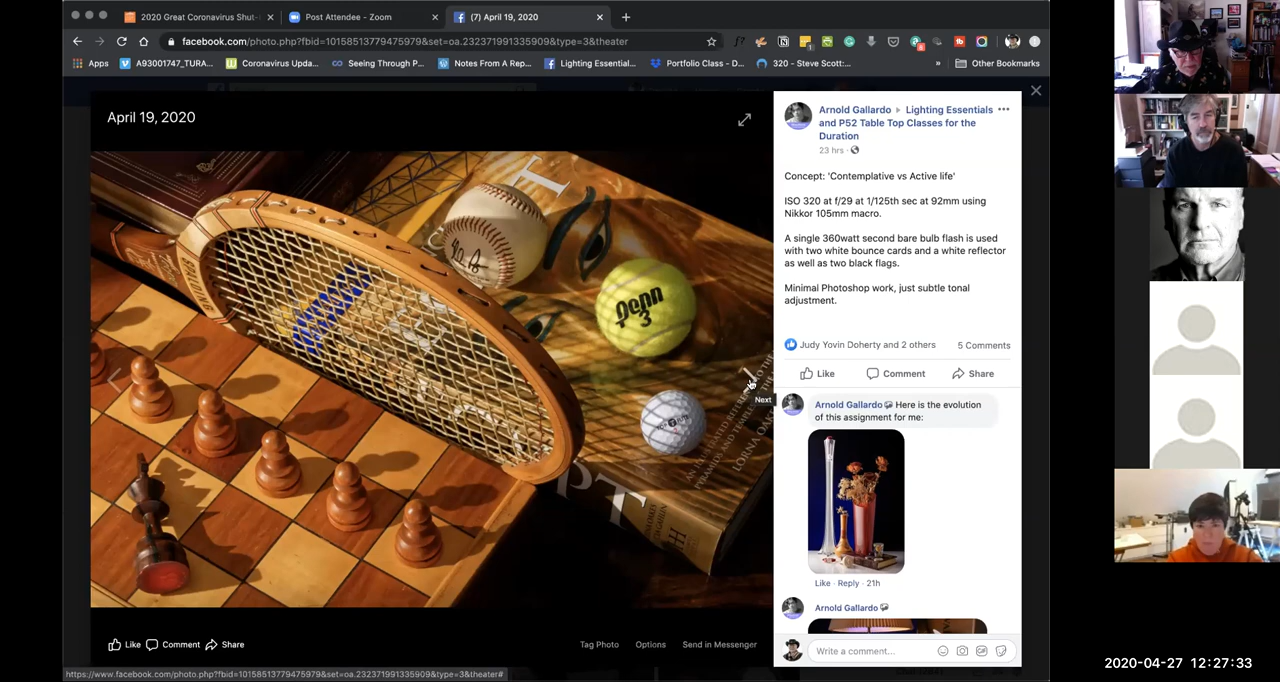 2020 Great Coronavirus Shut-
Post Attendee - Zoom
(7) April 19, 2020
facebook.com/photo.php?fbid=10158513779475979&set=oa.232371991335909&type=3&theater
Apps
A93001747_TURA...
Coronavirus Upda...
Seeing Through P...
Notes From A Rep...
Lighting Essential...
Portfolio Class - D...
320 - Steve Scott:...
»
Other Bookmarks
April 19, 2020
T
Penn
3
PT
LORNA OAK
Next
Arnold Gallardo ▸ Lighting Essentials
and P52 Table Top Classes for the
Duration
23 hrs ·
Concept: 'Contemplative vs Active life'
ISO 320 at f/29 at 1/125th sec at 92mm using
Nikkor 105mm macro.
A single 360watt second bare bulb flash is used
with two white bounce cards and a white reflector
as well as two black flags.
Minimal Photoshop work, just subtle tonal
adjustment.
Judy Yovin Doherty and 2 others
5 Comments
Like
Comment
Share
Arnold Gallardo Here is the evolution
of this assignment for me:
Like · Reply · 21h
Arnold Gallardo
Write a comment...
Like
Comment
Share
Tag Photo
Options
Send in Messenger
https://www.facebook.com/photo.php?fbid=10158513779475979&set=oa.232371991335909&type=3&theater#
2020-04-27 12:27:33